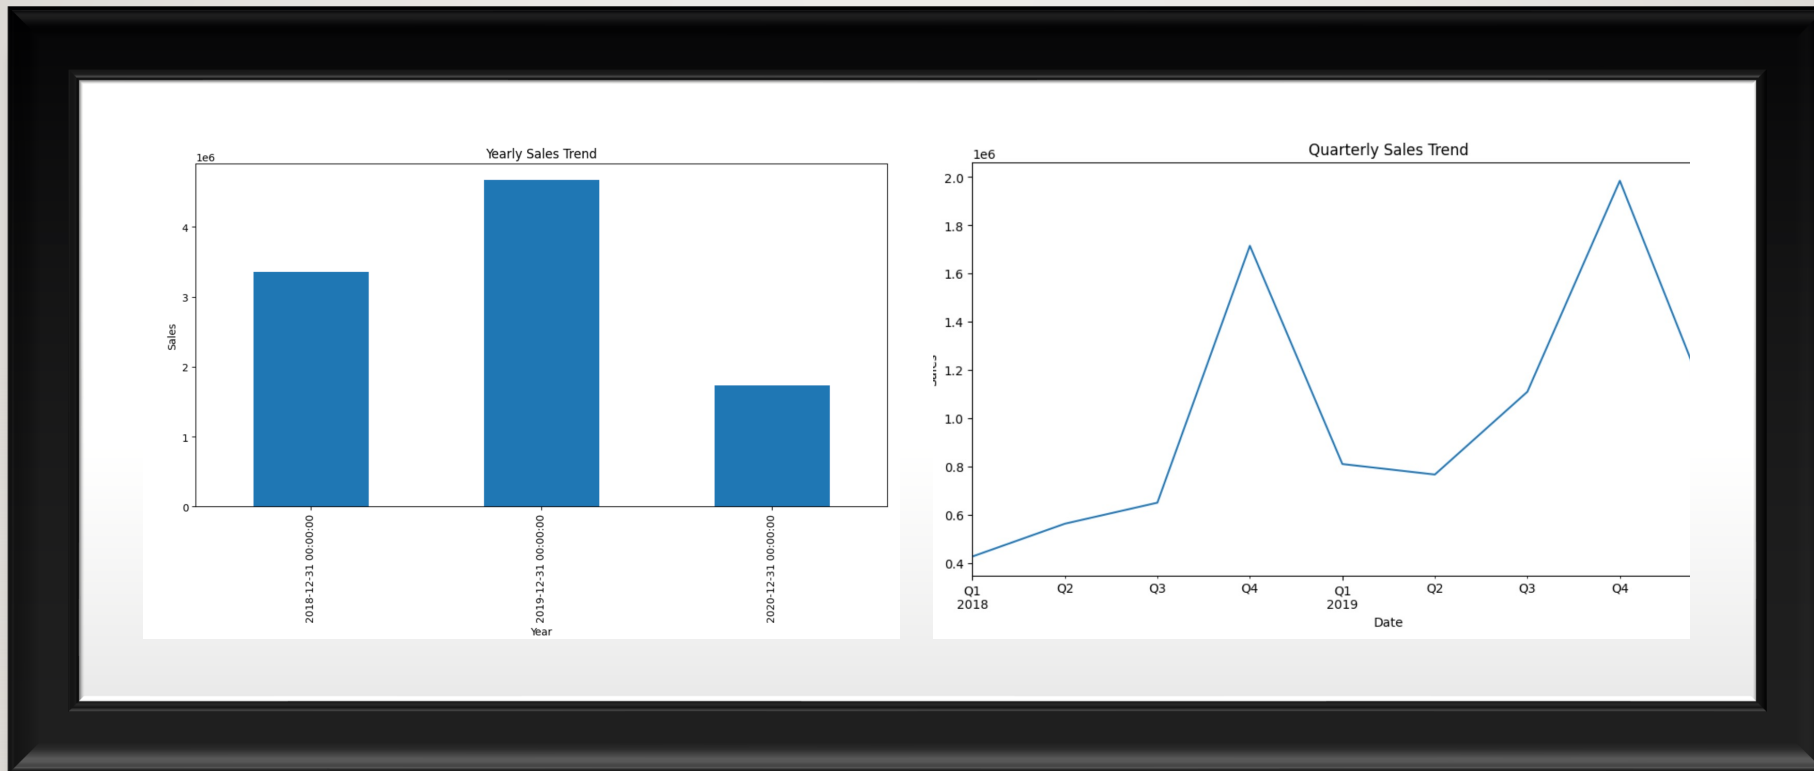 Yearly Sales Trend
1e6
4
3
2
1
0
Sales
2018-12-31 00:00:00
2019-12-31 00:00:00
2020-12-31 00:00:00
Year
Quarterly Sales Trend
1e6
2.0
1.8
1.6
1.4
1.2
1.0
0.8
0.6
0.4
Sales
Q1 Q2 Q3 Q4 Q1 Q2 Q3 Q4
2018 2019
Date